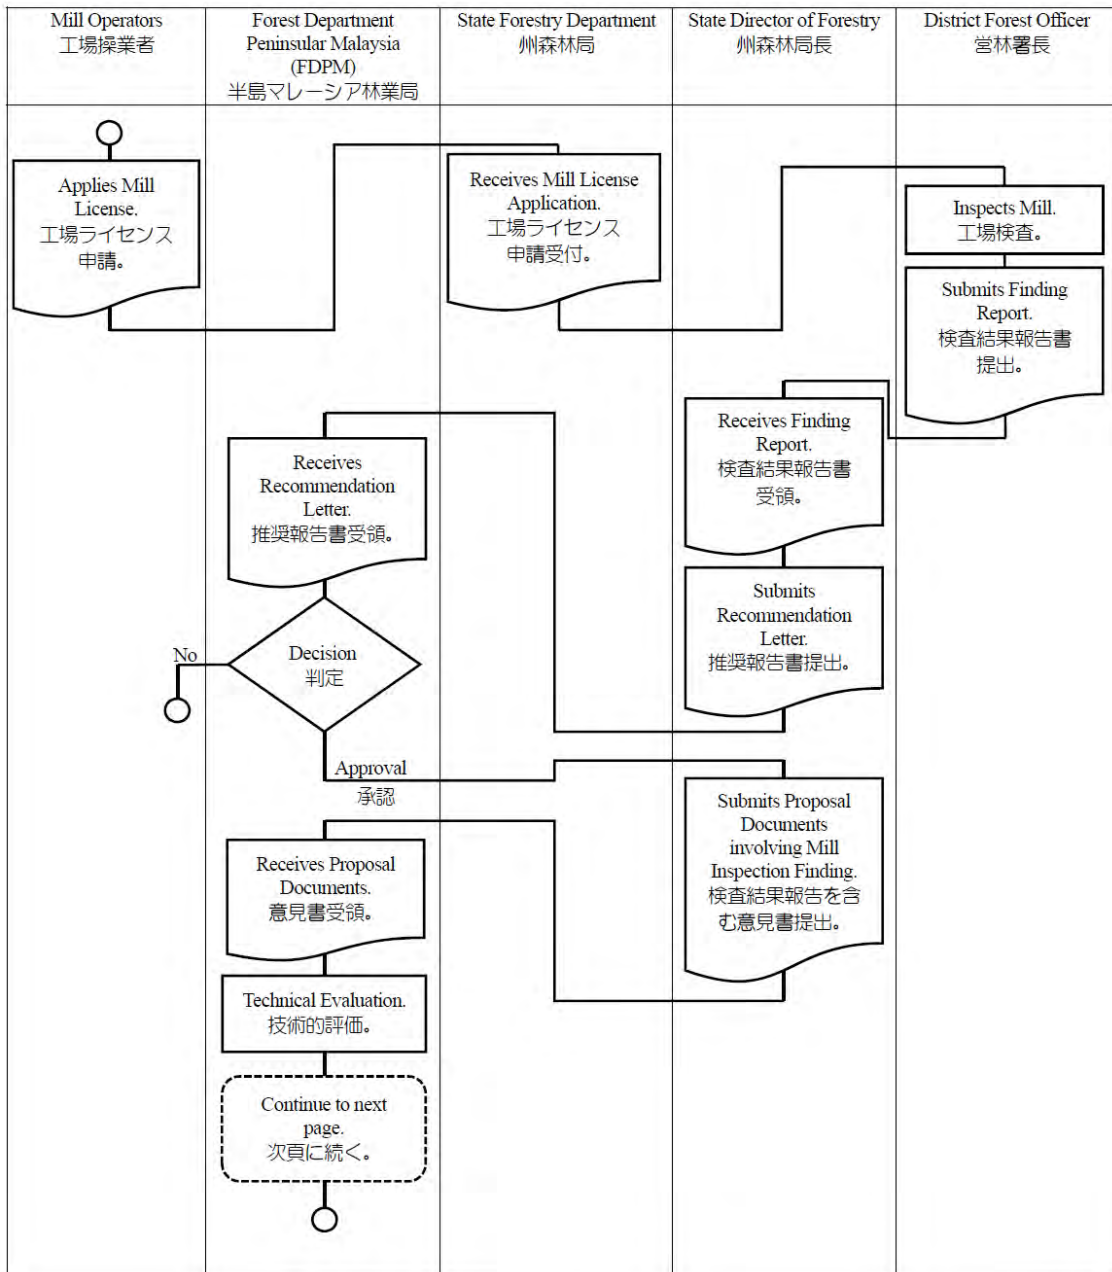 Mill Operators
工場操業者
Forest Department
Peninsular Malaysia
(FDPM)
半島マレーシア林業局
State Forestry Department
州森林局
State Director of Forestry
州森林局長
District Forest Officer
営林署長
Applies Mill
License.
工場ライセンス
申請。
Receives Mill License
Application.
工場ライセンス
申請受付。
Inspects Mill.
工場検査。
Submits Finding
Report.
検査結果報告書
提出。
Receives Finding
Report.
検査結果報告書
受領。
Receives
Recommendation
Letter.
推奨報告書受領。
Submits
Recommendation
Letter.
推奨報告書提出。
No
Decision
判定
Approval
承認
Submits Proposal
Documents
involving Mill
Inspection Finding.
検査結果報告を含
む意見書提出。
Receives Proposal
Documents.
意見書受領。
Technical Evaluation.
技術的評価。
Continue to next
page.
次頁に続く。